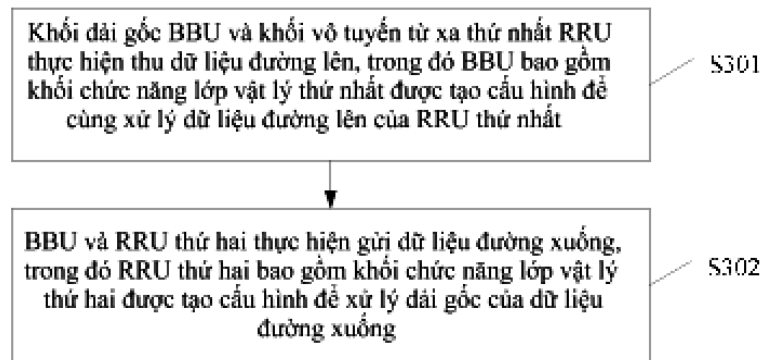 Khối dải gốc BBU và khối vô tuyến từ xa thứ nhất RRU
thực hiện thu dữ liệu đường lên, trong đó BBU bao gồm
khối chức năng lớp vật lý thứ nhất được tạo cấu hình để
cùng xử lý dữ liệu đường lên của RRU thứ nhất
S301
BBU và RRU thứ hai thực hiện gửi dữ liệu đường xuống,
trong đó RRU thứ hai bao gồm khối chức năng lớp vật lý
thứ hai được tạo cấu hình để xử lý dải gốc của dữ liệu
đường xuống
S302